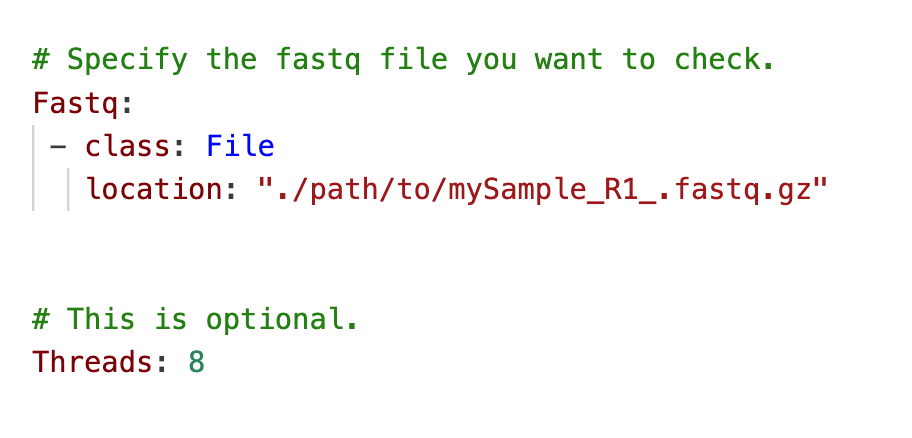 # Specify the fastq file you want to check.
Fastq:
- class: File
location: "./path/to/mySample_R1_.fastq.gz"
# This is optional.
Threads: 8